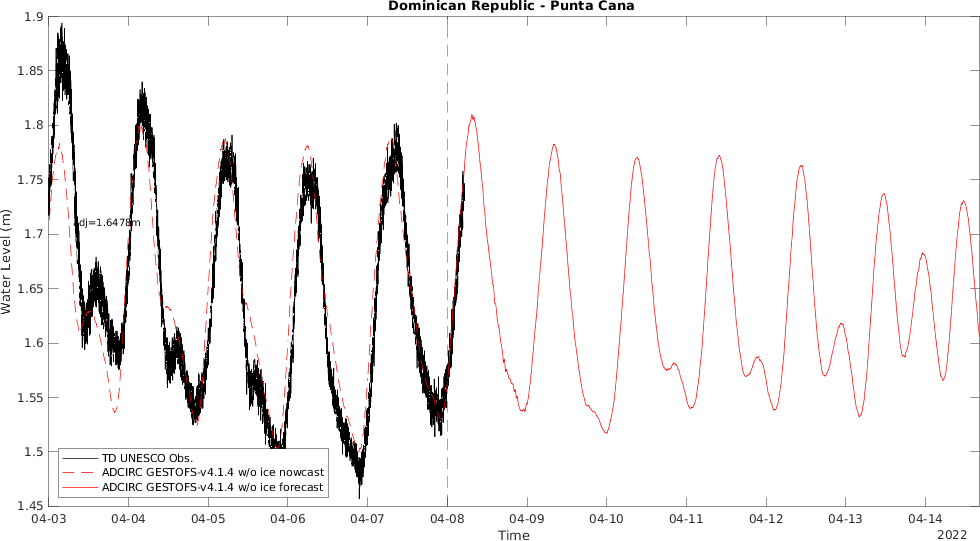 Dominican Republic - Punta Cana
1.9
1.85
1.8
1.75
1.7
1.65
1.6
1.55
1.5
1.45
Water Level (m)
adj=1.6478m
TD UNESCO Obs.
ADCIRC GESTOFS-v4.1.4 w/o ice nowcast
ADCIRC GESTOFS-v4.1.4 w/o ice forecast
04-03 04-04 04-05 04-06 04-07 04-08 04-09 04-10 04-11 04-12 04-13 04-14
Time
2022